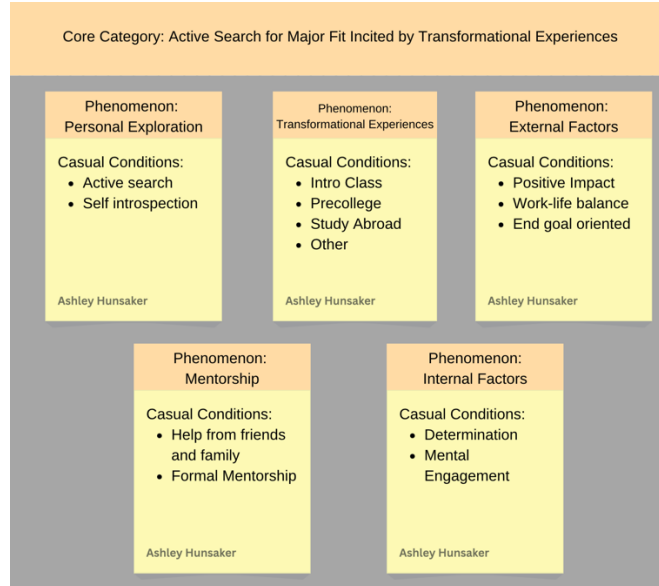 Core Category: Active Search for Major Fit Incited by Transformational Experiences
Phenomenon:
Personal Exploration
Casual Conditions:
• Active search
• Self introspection
Ashley Hunsaker
Phenomenon:
Transformational Experiences
Casual Conditions:
• Intro Class
• Precollege
• Study Abroad
• Other
Ashley Hunsaker
Phenomenon:
External Factors
Casual Conditions:
• Positive Impact
• Work-life balance
• End goal oriented
Ashley Hunsaker
Phenomenon:
Mentorship
Casual Conditions:
• Help from friends
and family
• Formal Mentorship
Ashley Hunsaker
Phenomenon:
Internal Factors
Casual Conditions:
• Determination
• Mental
Engagement
Ashley Hunsaker